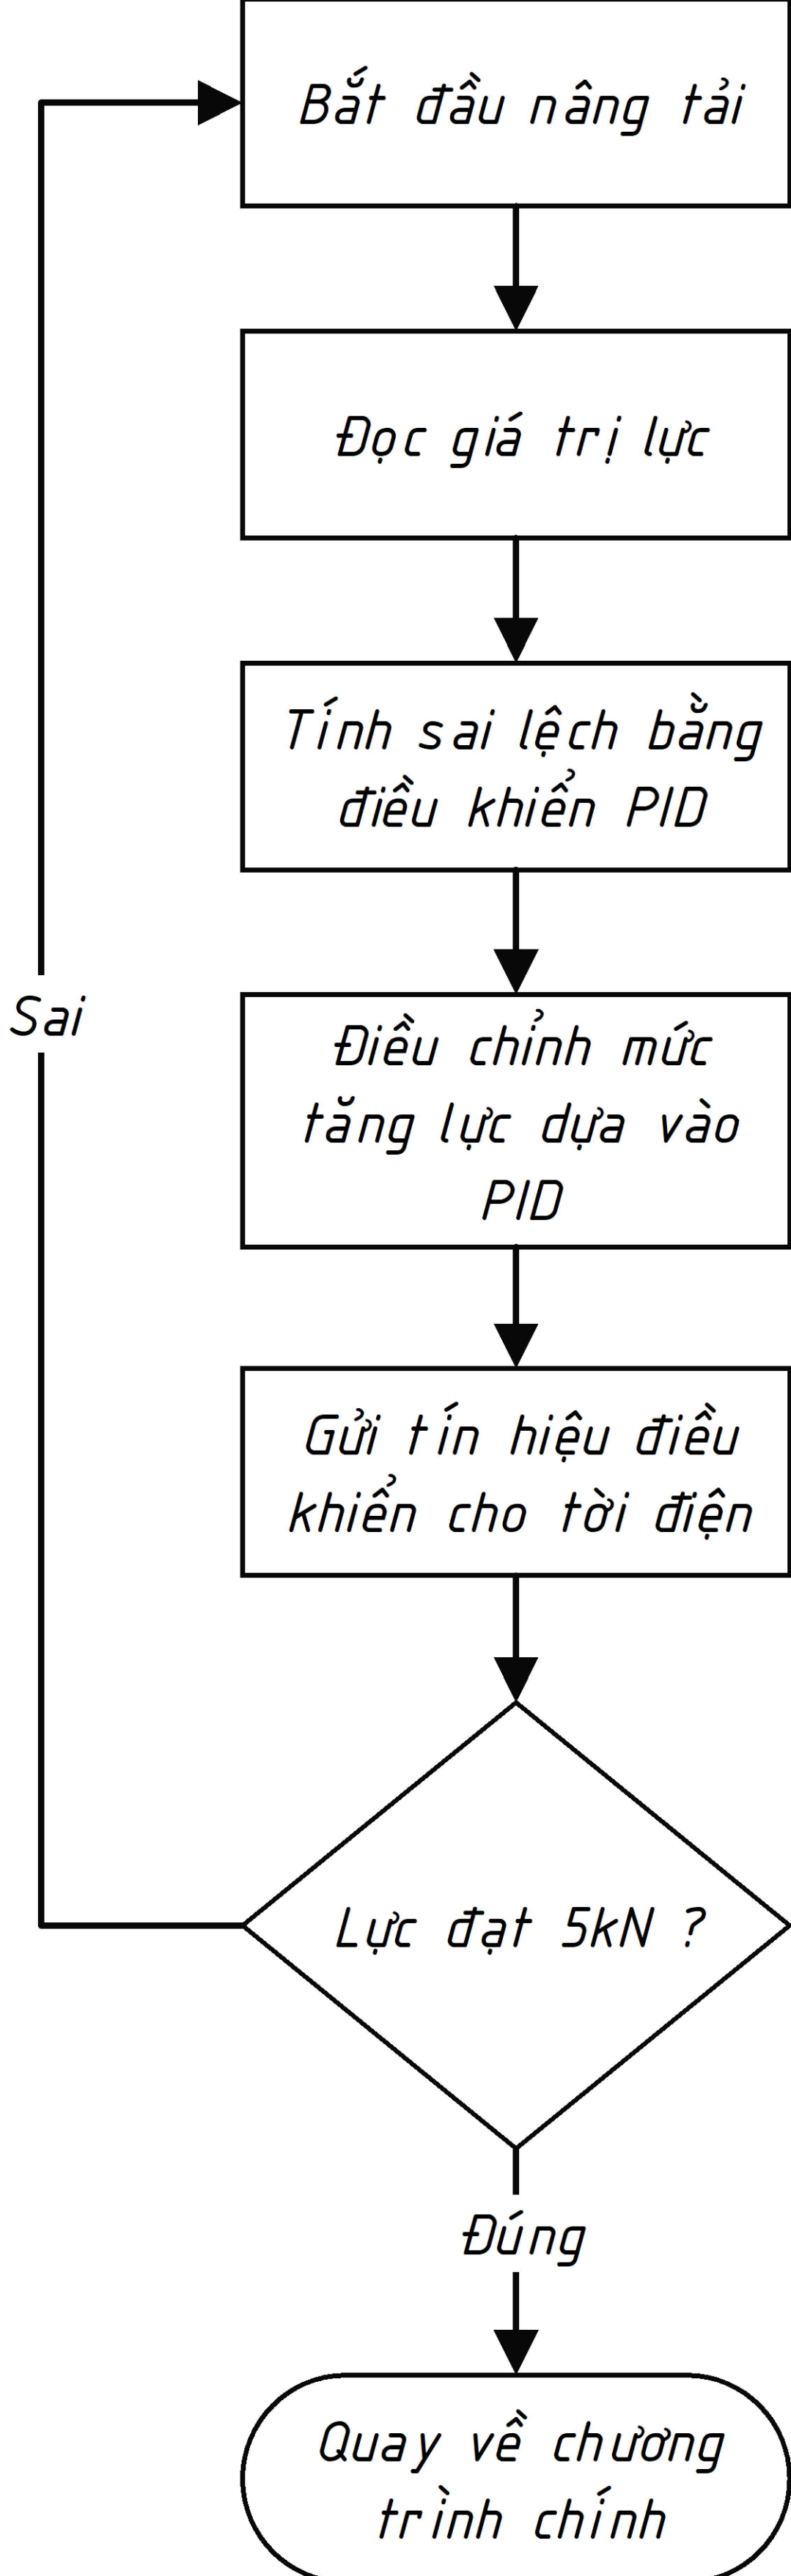 Bắt đầu nâng tải
Đọc giá trị lực
Tính sai lệch bằng
điều khiển PID
Sai
Điều chỉnh mức
tăng lực dựa vào
PID
Gửi tín hiệu điều
khiển cho tời điện
Lực đạt 5kN ?
Đúng
Quay về chương
trình chính